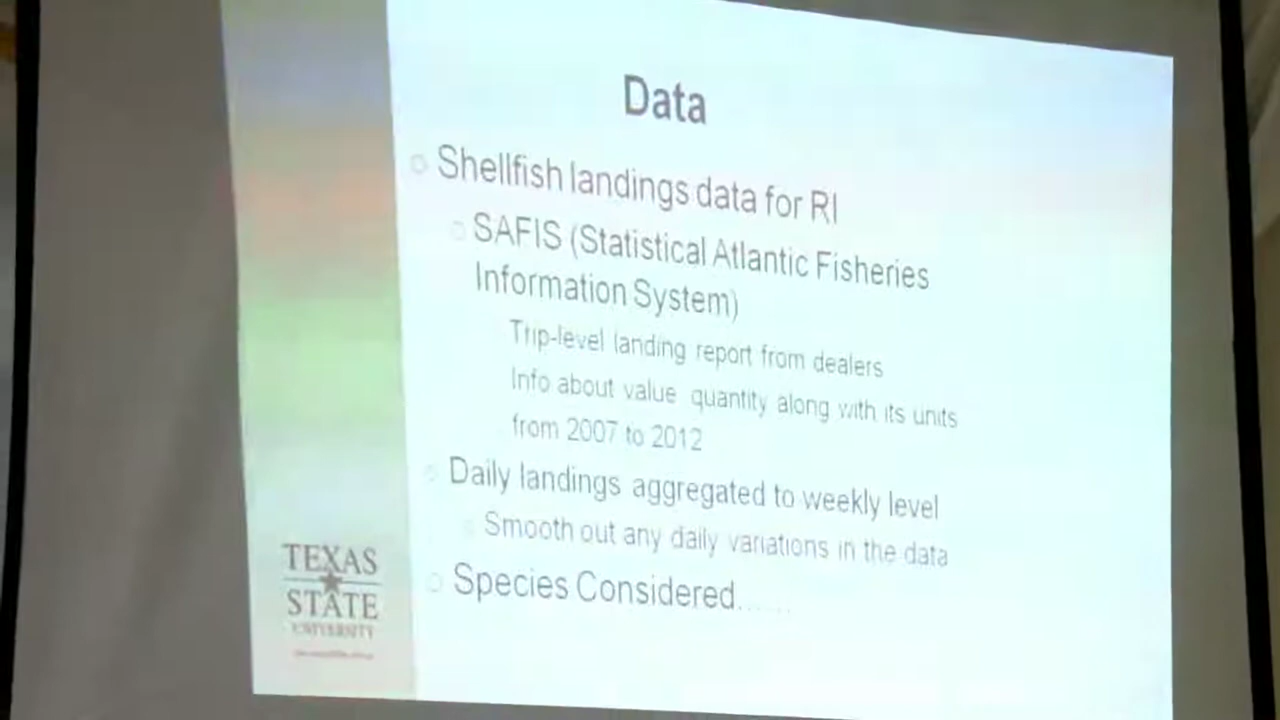 Data
Shellfish landings data for RI
SAFIS (Statistical Atlantic Fisheries
Information System)
Trip-level landing report from dealers
Info about value quantity along with its units
from 2007 to 2012
Daily landings aggregated to weekly level
Smooth out any daily variations in the data
Species Considered......
TEXAS
STATE
UNIVERSITY